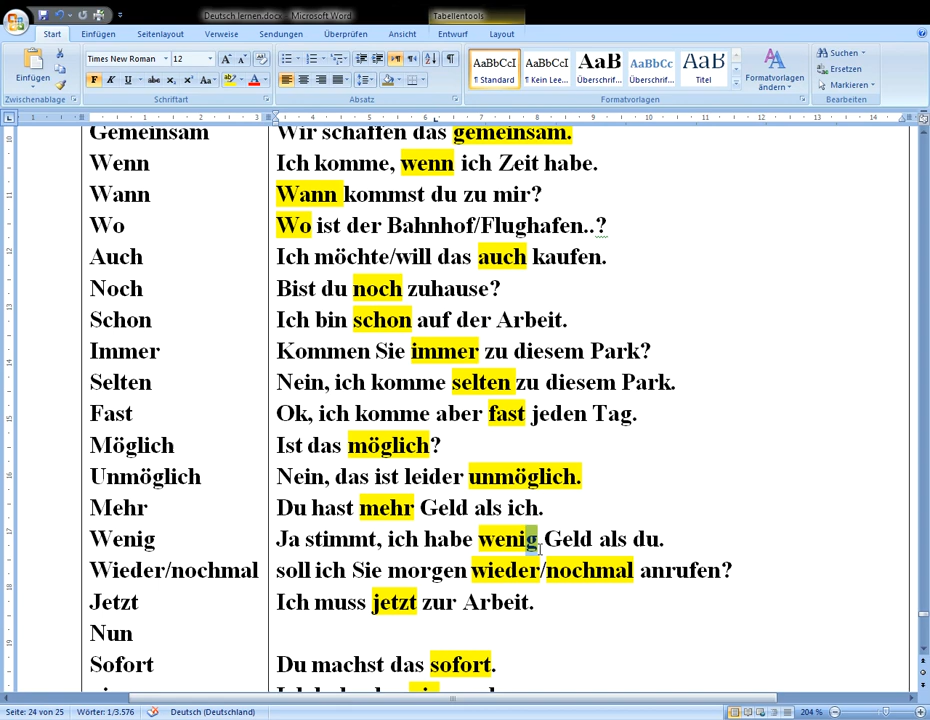 Deutsch lernen.docx - Microsoft Word
Tabellentools
Start Einfügen Seitenlayout Verweise Sendungen Überprüfen Ansicht Entwurf Layout
Einfügen
Times New Roman 12
Suchen
Ersetzen
Markieren
AaBbCcI AaBbCcI AaB AaBbCc AaB
¶ Standard ¶ Kein Lee... Überschrif... Überschrif... Titel
Formatvorlagen ändern
Zwischenablage Schriftart Absatz Formatvorlagen Bearbeiten
Gemeinsam Wir schaffen das gemeinsam.
Wenn Ich komme, wenn ich Zeit habe.
Wann Wann kommst du zu mir?
Wo Wo ist der Bahnhof/Flughafen..?
Auch Ich möchte/will das auch kaufen.
Noch Bist du noch zuhause?
Schon Ich bin schon auf der Arbeit.
Immer Kommen Sie immer zu diesem Park?
Selten Nein, ich komme selten zu diesem Park.
Fast Ok, ich komme aber fast jeden Tag.
Möglich Ist das möglich?
Unmöglich Nein, das ist leider unmöglich.
Mehr Du hast mehr Geld als ich.
Wenig Ja stimmt, ich habe wenig Geld als du.
Wieder/nochmal soll ich Sie morgen wieder/nochmal anrufen?
Jetzt Ich muss jetzt zur Arbeit.
Nun
Sofort Du machst das sofort.
Seite: 24 von 25 Wörter: 1/3.576 Deutsch (Deutschland) 204 %